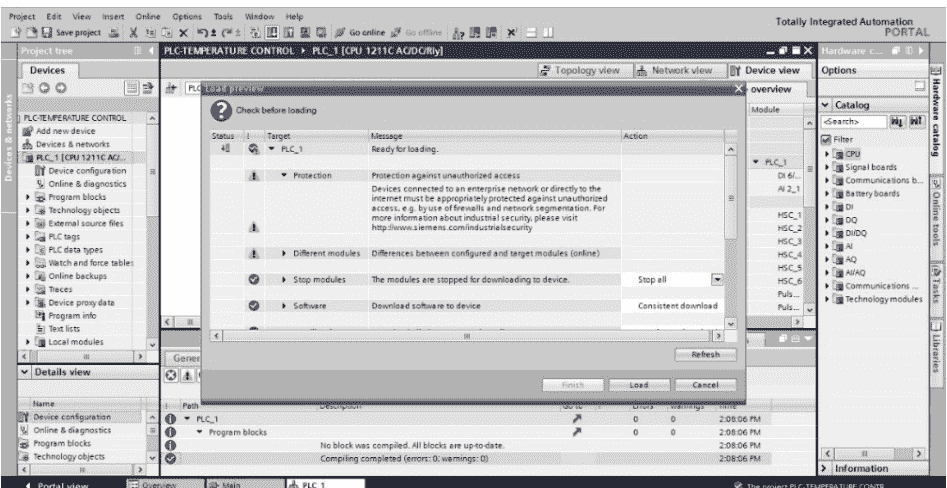 Project Edit View Insert Online Options Tools Window Help
Totally Integrated Automation
PORTAL
Save project
Go online
Go offline
Project tree
PLC-TEMPERATURE CONTROL PLC_1 [CPU 1211C AC/DC/Rly]
Hardware c...
Devices
Topology view
Network view
Device view
Options
PLC
Load preview
overview
Check before loading
Module
Catalog
<Search>
Filter
PLC-TEMPERATURE CONTROL
Add new device
Devices & networks
PLC_1 [CPU 1211C AC/...
Device configuration
Online & diagnostics
Program blocks
Technology objects
External source files
PLC tags
PLC data types
Watch and force tables
Online backups
Traces
Device proxy data
Program info
Text lists
Local modules
Status ! Target Message Action
PLC_1 Ready for loading.
Protection Protection against unauthorized access
Devices connected to an enterprise network or directly to the
internet must be appropriately protected against unauthorized
access, e.g. by use of firewalls and network segmentation. For
more information about industrial security, please visit
http://www.siemens.com/industrialsecurity
Different modules Differences between configured and target modules (online)
Stop modules The modules are stopped for downloading to device. Stop all
Software Download software to device Consistent download
Refresh
Finish Load Cancel
PLC_1
DI 6/...
AI 2_1
HSC_1
HSC_2
HSC_3
HSC_4
HSC_5
HSC_6
Puls...
Puls...
CPU
Signal boards
Communications b...
Battery boards
DI
DQ
DI/DQ
AI
AQ
AI/AQ
Communications ...
Technology modules
Devices & networks
Hardware catalog
Online tools
Tasks
Libraries
Details view
Name
Device configuration
Online & diagnostics
Program blocks
Technology objects
Gener
! Path Description Go to ? Errors Warnings Time
PLC_1 0 0 2:08:06 PM
Program blocks 0 0 2:08:06 PM
No block was compiled. All blocks are up-to-date. 2:08:06 PM
Compiling completed (errors: 0; warnings: 0) 2:08:06 PM
Information
Portal view
Overview
Main
PLC_1
The project PLC-TEMPERATURE CONTR